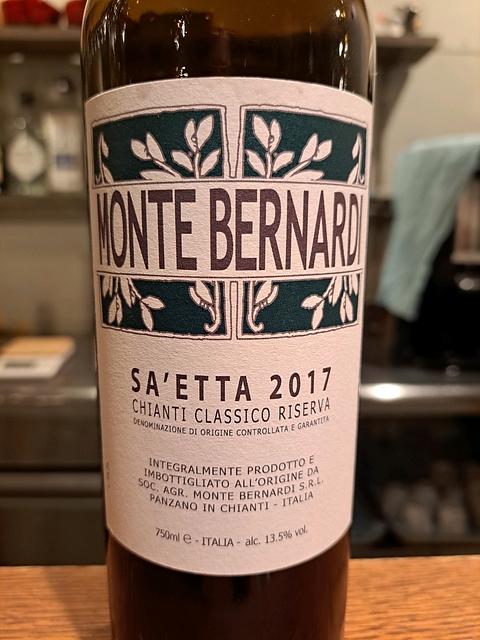 MONTE BERNARDI
SA'ETTA 2017
CHIANTI CLASSICO RISERVA
DENOMINAZIONE DI ORIGINE CONTROLLATA E GARANTITA
INTEGRALMENTE PRODOTTO E
IMBOTTIGLIATO ALL'ORIGINE DA
SOC. AGR. MONTE BERNARDI S.R.L.
PANZANO IN CHIANTI - ITALIA
750ml e - ITALIA - alc. 13.5% vol.